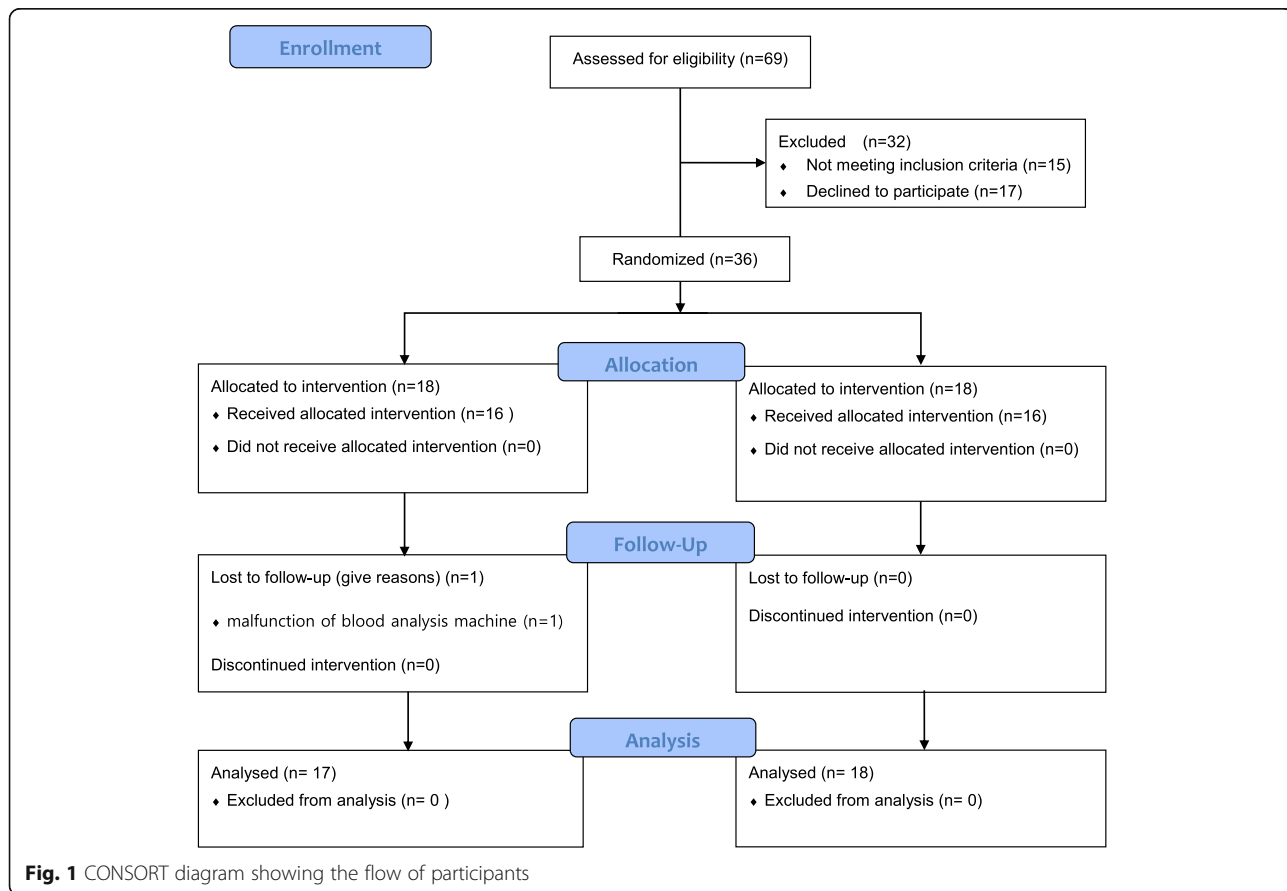 Enrollment
Assessed for eligibility (n=69)
Excluded (n=32)
♦ Not meeting inclusion criteria (n=15)
♦ Declined to participate (n=17)
Randomized (n=36)
Allocation
Allocated to intervention (n=18)
♦ Received allocated intervention (n=16 )
♦ Did not receive allocated intervention (n=0)
Allocated to intervention (n=18)
♦ Received allocated intervention (n=16)
♦ Did not receive allocated intervention (n=0)
Follow-Up
Lost to follow-up (give reasons) (n=1)
♦ malfunction of blood analysis machine (n=1)
Discontinued intervention (n=0)
Lost to follow-up (n=0)
Discontinued intervention (n=0)
Analysis
Analysed (n= 17)
♦ Excluded from analysis (n= 0 )
Analysed (n= 18)
♦ Excluded from analysis (n= 0)
Fig. 1 CONSORT diagram showing the flow of participants